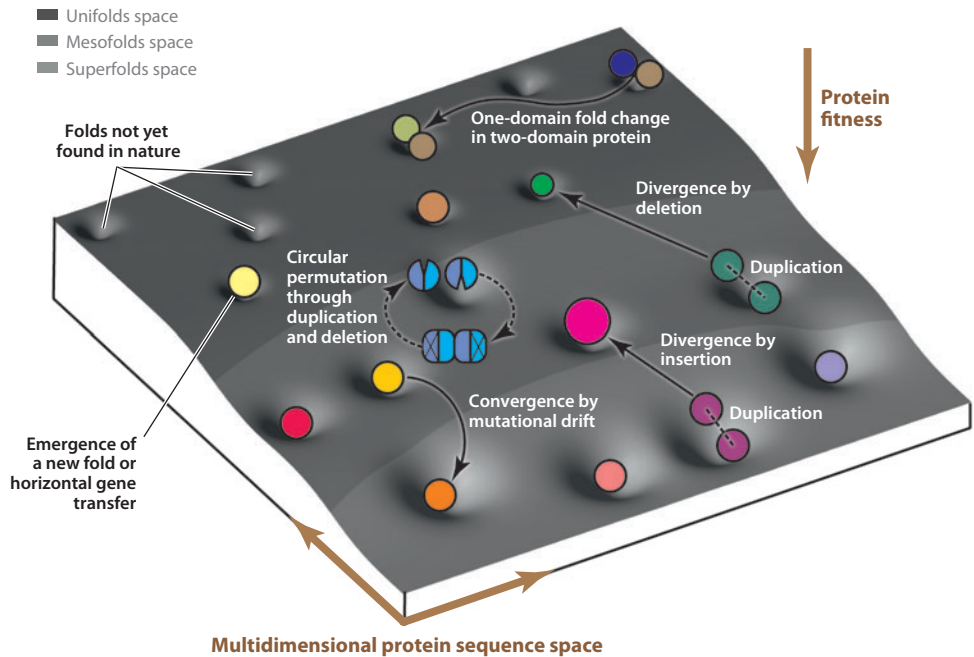 Unifolds space
Mesofolds space
Superfolds space
Folds not yet
found in nature
One-domain fold change
in two-domain protein
Protein
fitness
Divergence by
deletion
Circular
permutation
through
duplication
and deletion
Duplication
Divergence by
insertion
Convergence by
mutational drift
Duplication
Emergence of
a new fold or
horizontal gene
transfer
Multidimensional protein sequence space